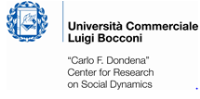 Università Commerciale
Luigi Bocconi
"Carlo F. Dondena"
Center for Research
on Social Dynamics